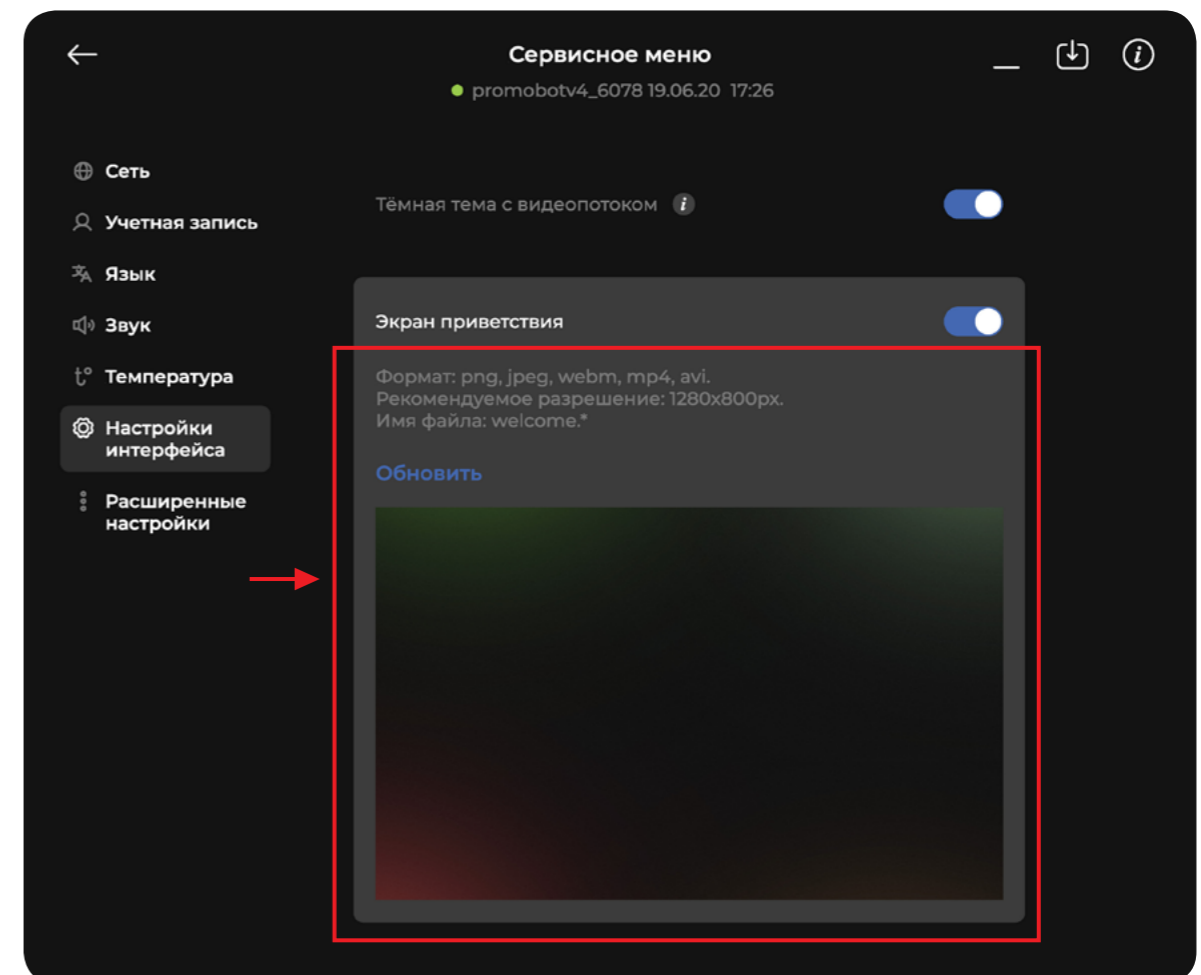 Сервисное меню
promobotv4_6078 19.06.20 17:26
Сеть
Учетная запись
Язык
Звук
t° Температура
Настройки
интерфейса
Расширенные
настройки
Тёмная тема с видеопотоком i
Экран приветствия
Формат: png, jpeg, webm, mp4, avi.
Рекомендуемое разрешение: 1280x800px.
Имя файла: welcome.*
Обновить